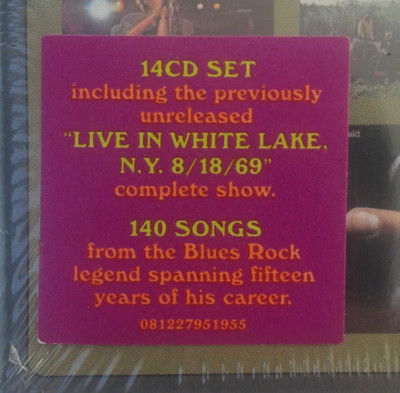 14CD SET
including the previously
unreleased
“LIVE IN WHITE LAKE,
N.Y. 8/18/69”
complete show.
140 SONGS
from the Blues Rock
legend spanning fifteen
years of his career.
081227951955